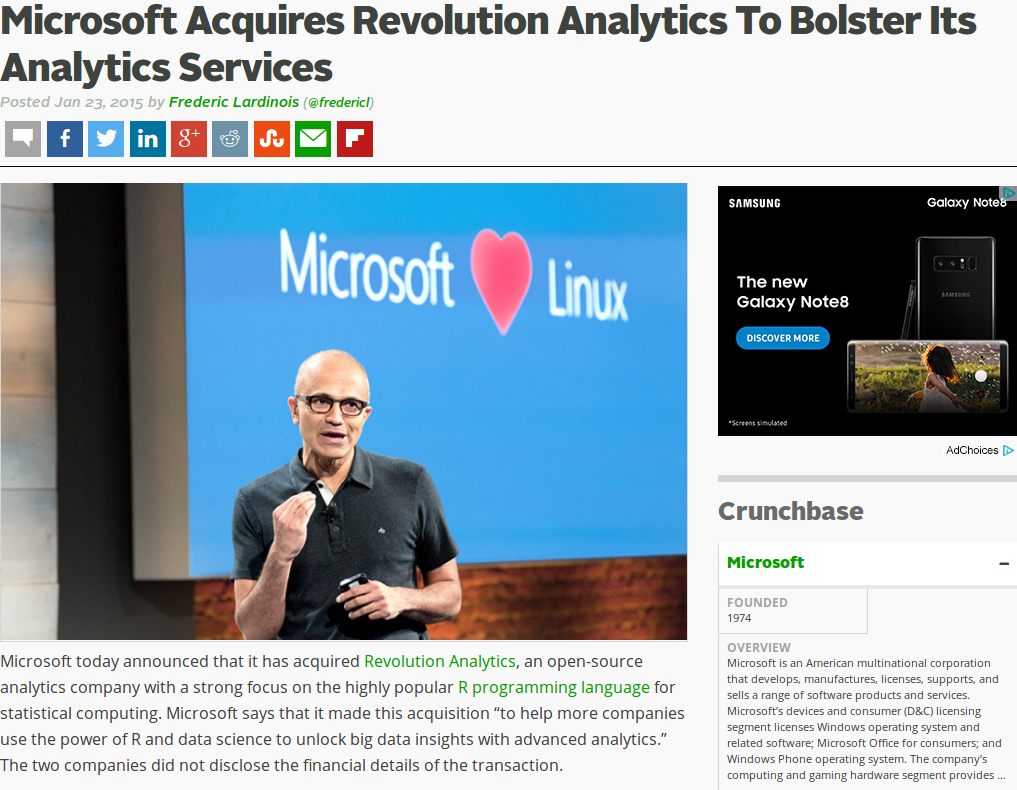 Microsoft Acquires Revolution Analytics To Bolster Its
Analytics Services
Posted Jan 23, 2015 by Frederic Lardinois (@fredericl)
f
in
g+
Microsoft
Linux
Microsoft today announced that it has acquired Revolution Analytics, an open-source
analytics company with a strong focus on the highly popular R programming language for
statistical computing. Microsoft says that it made this acquisition “to help more companies
use the power of R and data science to unlock big data insights with advanced analytics.”
The two companies did not disclose the financial details of the transaction.
SAMSUNG
Galaxy Note8
The new
Galaxy Note8
DISCOVER MORE
SAMSUNG
*Screens simulated
AdChoices
Crunchbase
Microsoft
–
FOUNDED
1974
OVERVIEW
Microsoft is an American multinational corporation
that develops, manufactures, licenses, supports, and
sells a range of software products and services.
Microsoft’s devices and consumer (D&C) licensing
segment licenses Windows operating system and
related software; Microsoft Office for consumers; and
Windows Phone operating system. The company’s
computing and gaming hardware segment provides ...